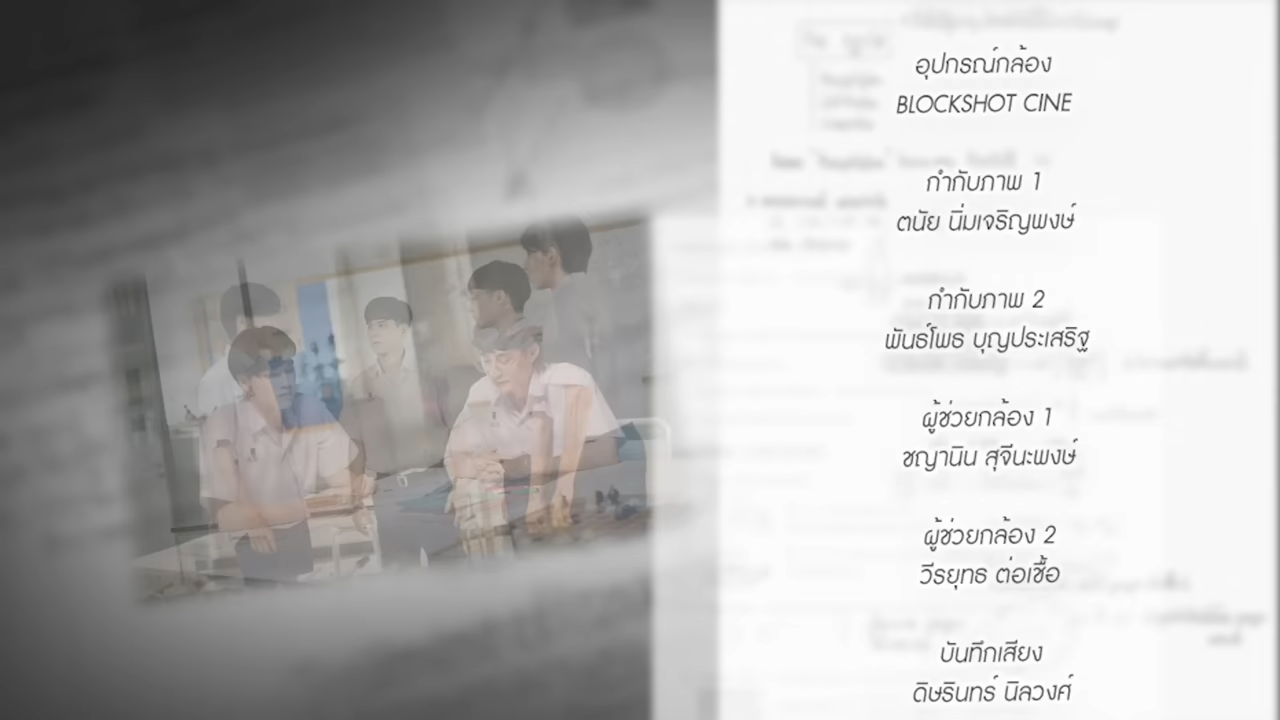 อุปกรณ์กล้อง
BLOCKSHOT CINE
กำกับภาพ 1
ตนัย นิ่มเจริญพงษ์
กำกับภาพ 2
พันธ์โพธ บุญประเสริฐ
ผู้ช่วยกล้อง 1
ชญานิน สุจีนะพงษ์
ผู้ช่วยกล้อง 2
วีรยุทธ ต่อเชื้อ
บันทึกเสียง
ดิษรินทร์ นิลวงศ์